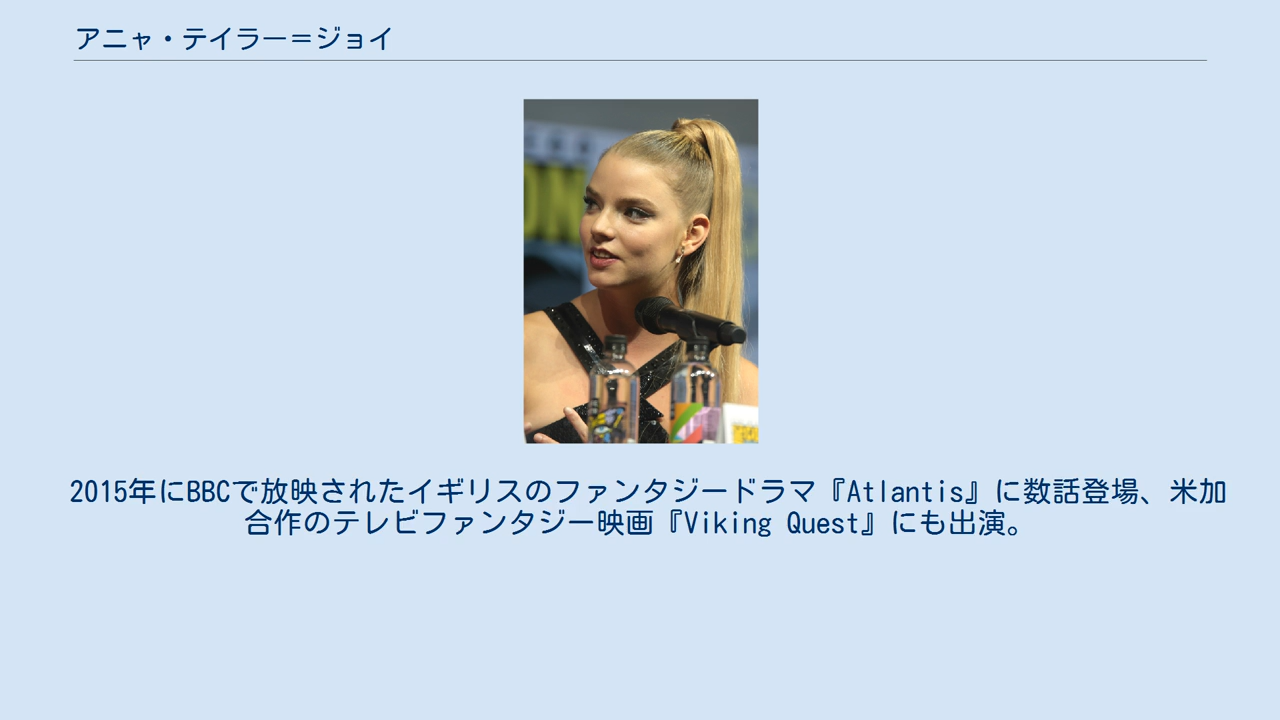 アニャ・テイラー＝ジョイ
2015年にBBCで放映されたイギリスのファンタジードラマ『Atlantis』に数話登場、米加
合作のテレビファンタジー映画『Viking Quest』にも出演。